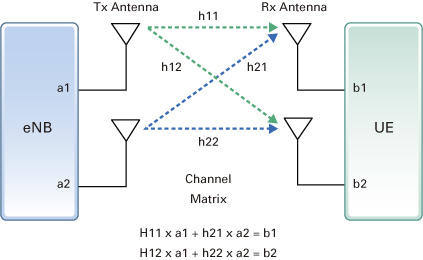 Tx Antenna
Rx Antenna
h11
h12
h21
a1
b1
eNB
UE
h22
a2
b2
Channel
Matrix
H11 x a1 + h21 x a2 = b1
H12 x a1 + h22 x a2 = b2